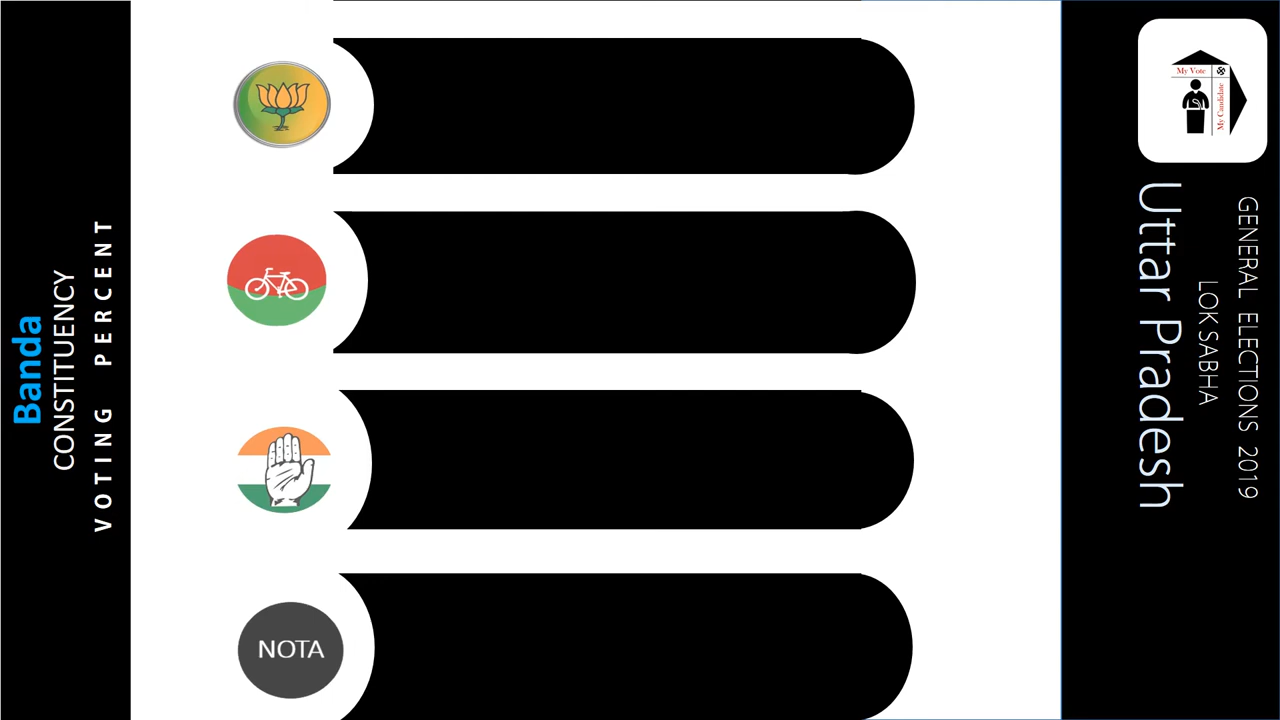 Banda
CONSTITUENCY
VOTING PERCENT
NOTA
My Vote
My Candidate
GENERAL ELECTIONS 2019
LOK SABHA
Uttar Pradesh